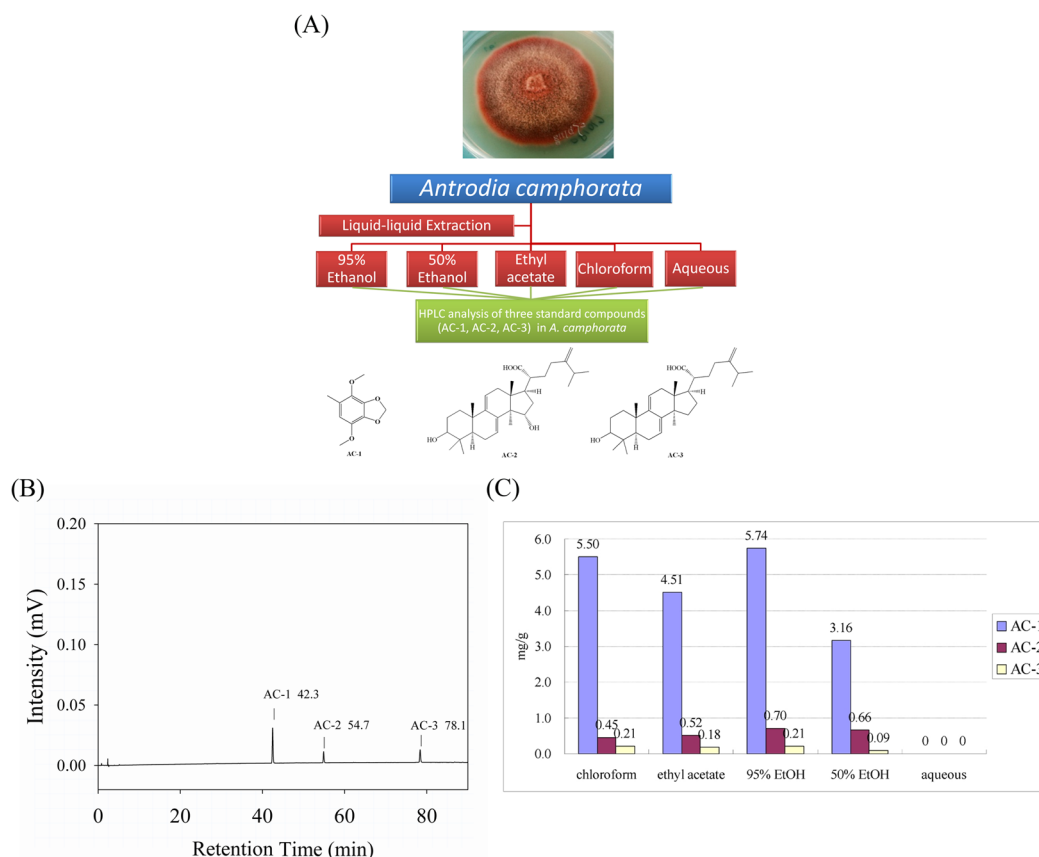 (A)
Antrodia camphorata
Liquid-liquid Extraction
95%
Ethanol
50%
Ethanol
Ethyl
acetate
Chloroform
Aqueous
HPLC analysis of three standard compounds
(AC-1, AC-2, AC-3) in A. camphorata
O
O
O
O
AC-1
HOOC
H
HO
H
OH
AC-2
HOOC
H
HO
H
AC-3
(B)
0.20
0.15
0.10
0.05
0.00
Intensity (mV)
AC-1 42.3
AC-2 54.7
AC-3 78.1
0 20 40 60 80
Retention Time (min)
(C)
6.0
5.0
4.0
3.0
2.0
1.0
0.0
mg/g
5.50
0.45
0.21
4.51
0.52
0.18
5.74
0.70
0.21
3.16
0.66
0.09
0 0 0
chloroform ethyl acetate 95% EtOH 50% EtOH aqueous
AC-1
AC-2
AC-3